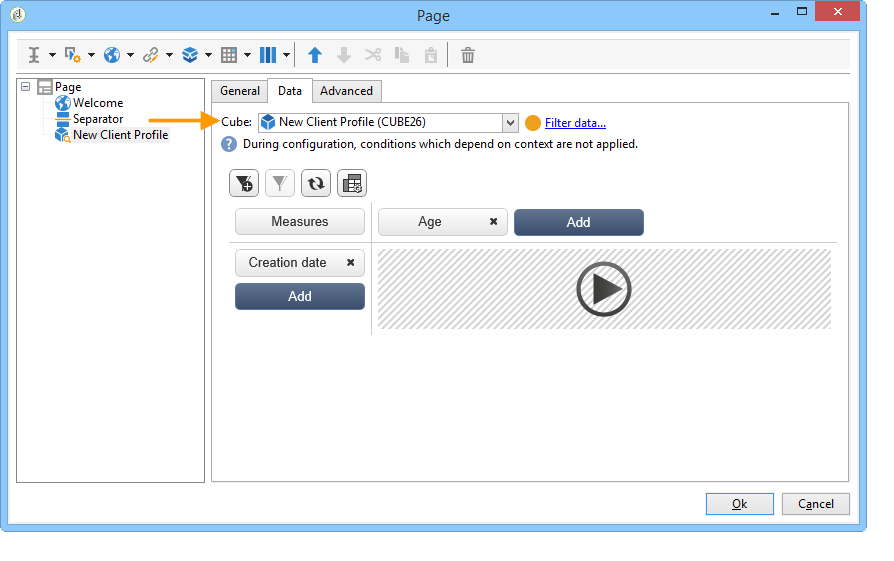 Page
Page
Welcome
Separator
New Client Profile
General
Data
Advanced
Cube:
New Client Profile (CUBE26)
Filter data...
During configuration, conditions which depend on context are not applied.
Measures
Age
Add
Creation date
Add
Ok
Cancel